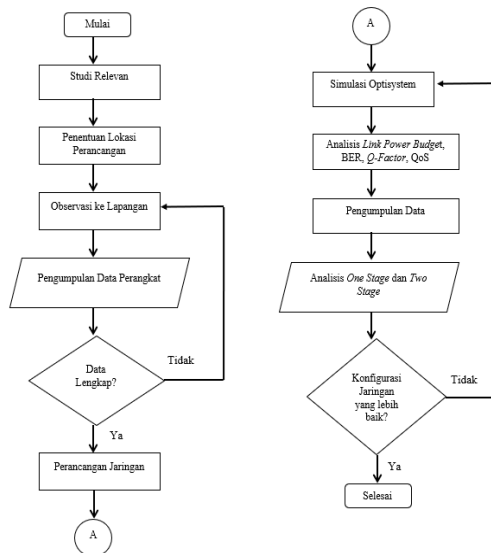 Mulai
Studi Relevan
Penentuan Lokasi
Perancangan
Observasi ke Lapangan
Pengumpulan Data Perangkat
Data
Lengkap?
Tidak
Ya
Perancangan Jaringan
A
A
Simulasi Optisystem
Analisis Link Power Budget,
BER, Q-Factor, QoS
Pengumpulan Data
Analisis One Stage dan Two
Stage
Konfigurasi
Jaringan
yang lebih
baik?
Tidak
Ya
Selesai